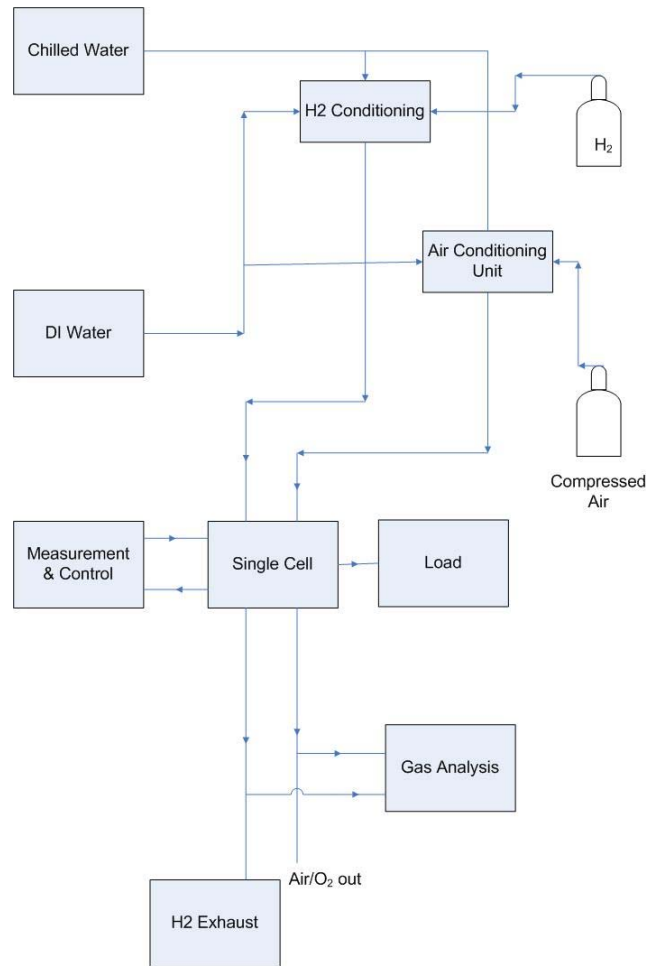 Chilled Water
H2 Conditioning
H₂
Air Conditioning
Unit
DI Water
Compressed
Air
Measurement
& Control
Single Cell
Load
Gas Analysis
Air/O₂ out
H2 Exhaust